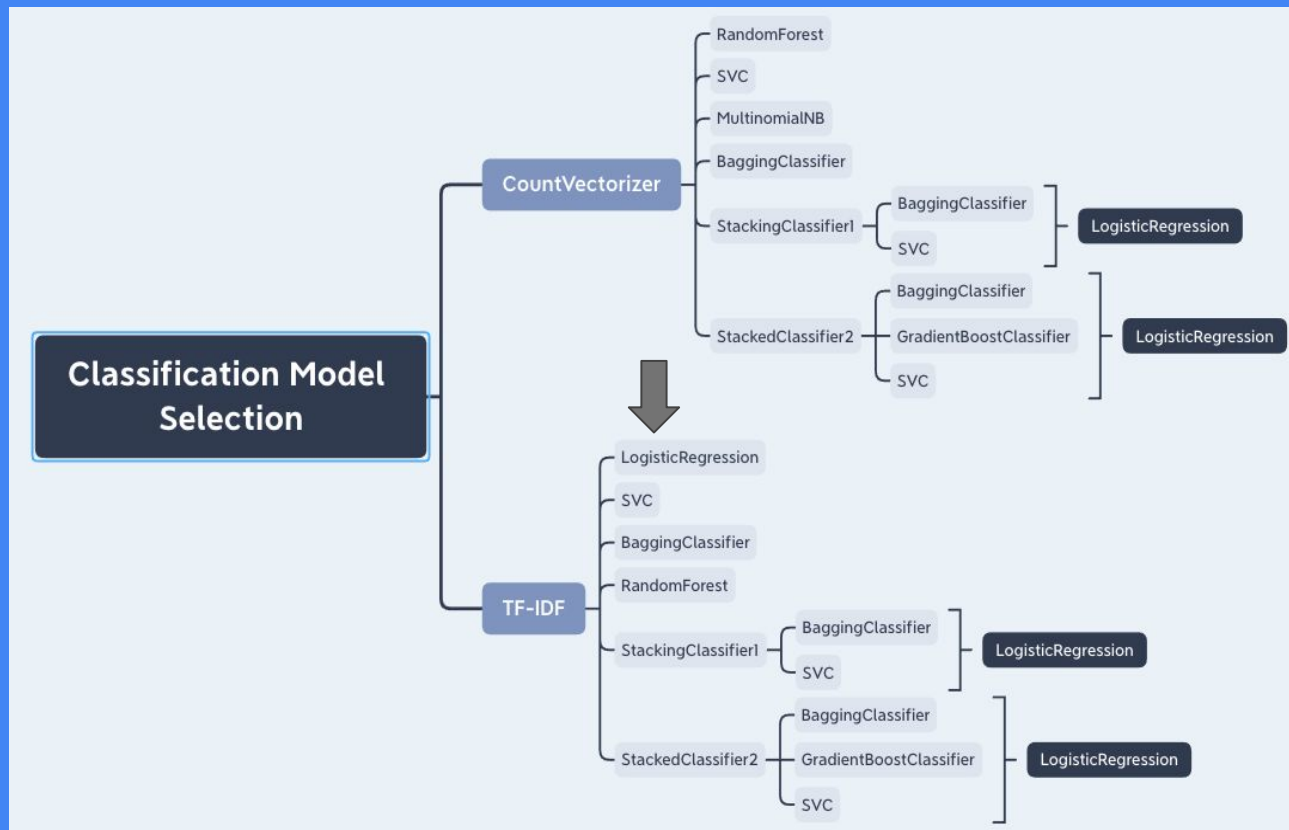 Classification Model
Selection
CountVectorizer
RandomForest
SVC
MultinomialNB
BaggingClassifier
StackingClassifier1
BaggingClassifier
SVC
LogisticRegression
StackedClassifier2
BaggingClassifier
GradientBoostClassifier
SVC
LogisticRegression
TF-IDF
LogisticRegression
SVC
BaggingClassifier
RandomForest
StackingClassifier1
BaggingClassifier
SVC
LogisticRegression
StackedClassifier2
BaggingClassifier
GradientBoostClassifier
SVC
LogisticRegression